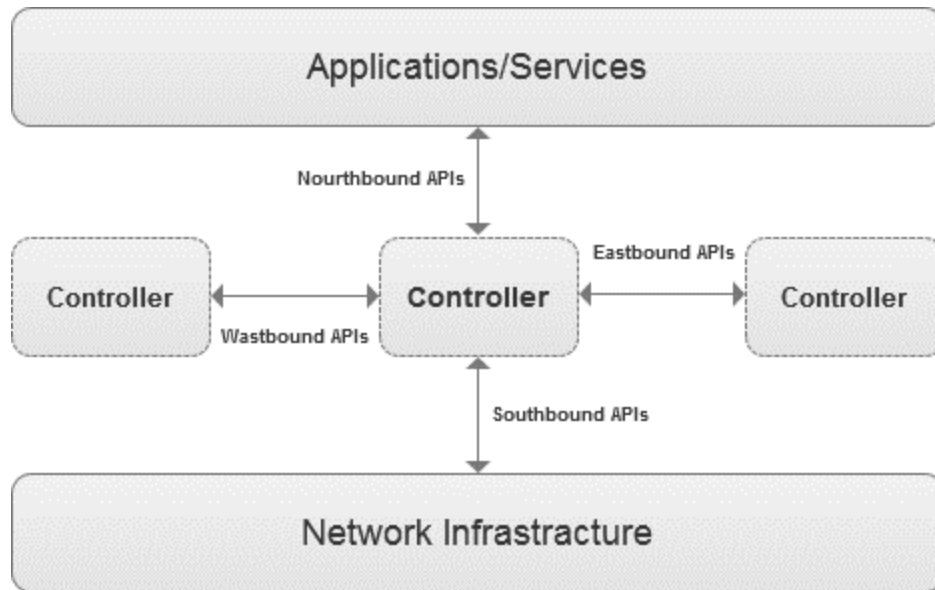 Applications/Services
Nourthbound APIs
Eastbound APIs
Controller
Controller
Controller
Wastbound APIs
Southbound APIs
Network Infrastracture